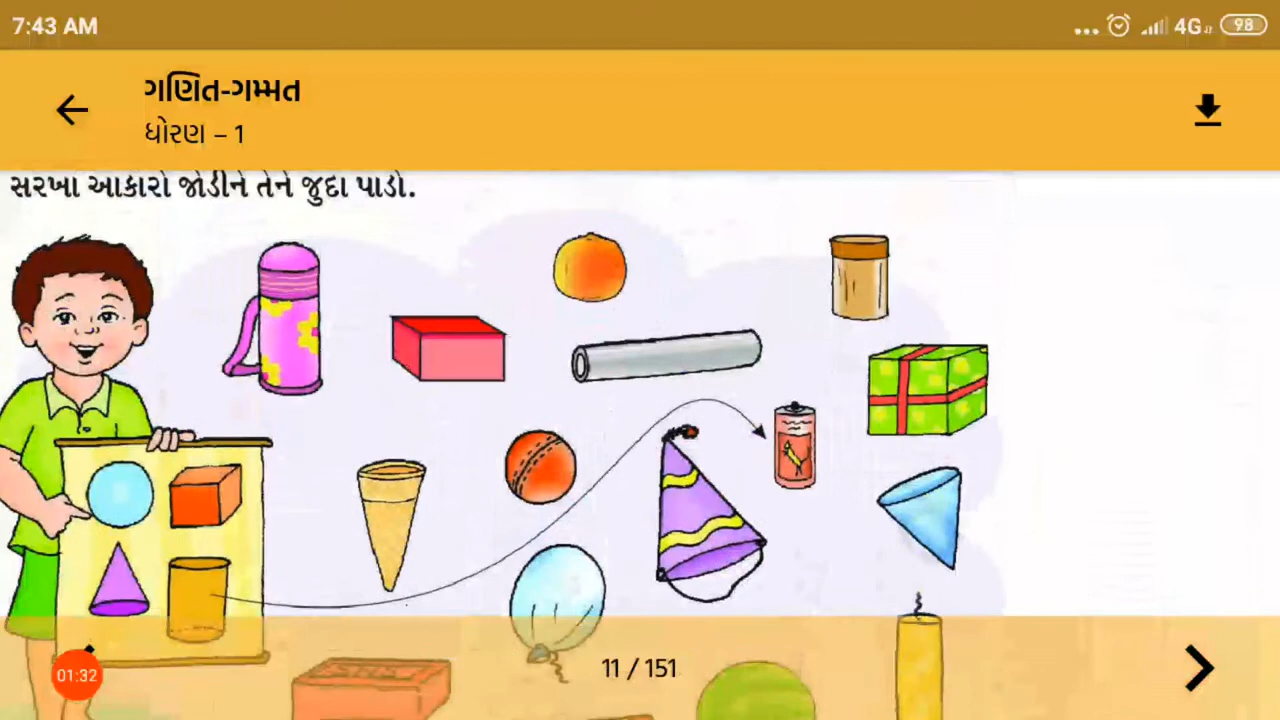 7:43 AM
4G
98
ગણિત-ગમ્મત
ધોરણ – 1
સરખા આકારો જોડીને તેને જુદા પાડો.
11 / 151
01:32